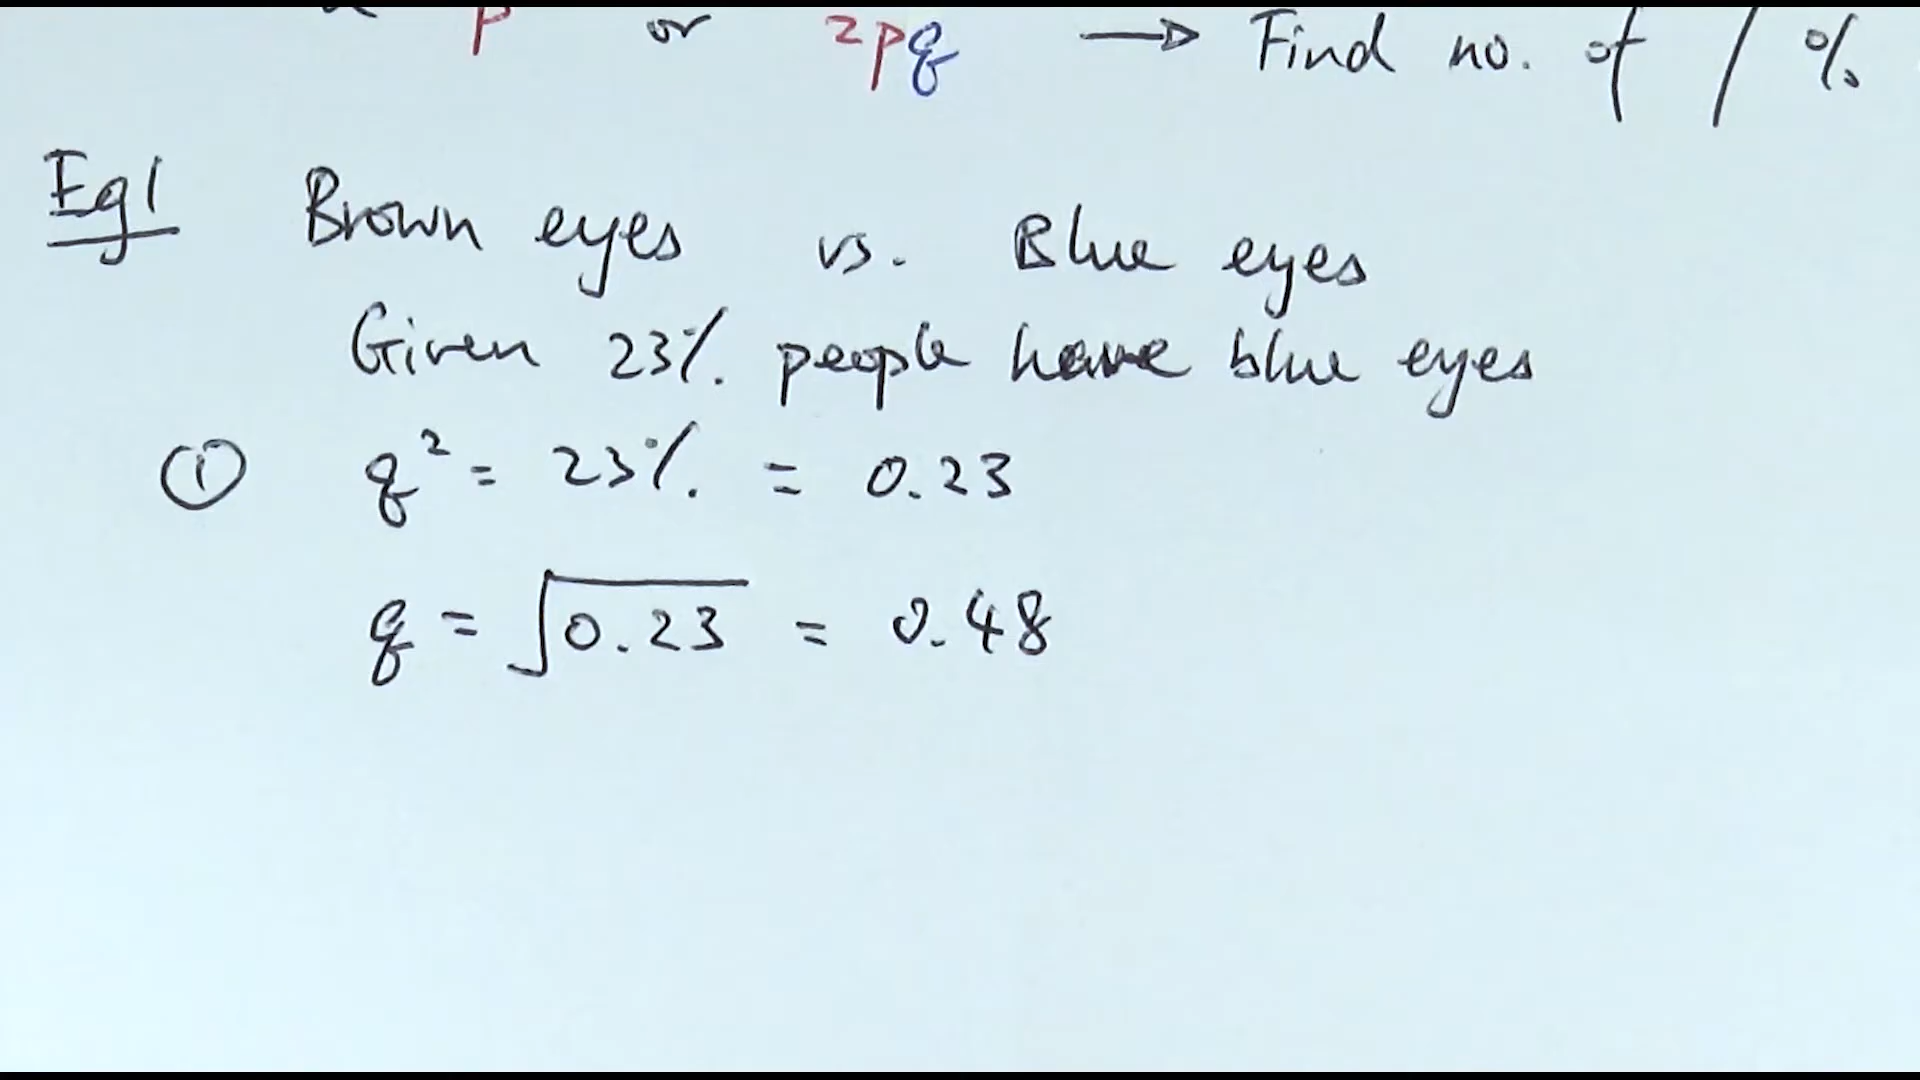 p or 2pq → Find no. of / %
Eg1 Brown eyes vs. Blue eyes
Given 23% people have blue eyes
① q² = 23% = 0.23
q = √0.23 = 0.48